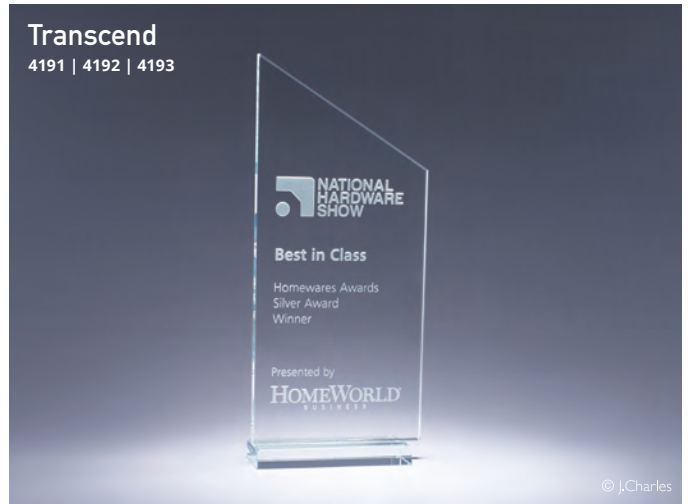 Transcend
4191 | 4192 | 4193
NATIONAL
HARDWARE
SHOW
Best in Class
Homewares Awards
Silver Award
Winner
Presented by
HOMEWORLD®
BUSINESS
© J.Charles